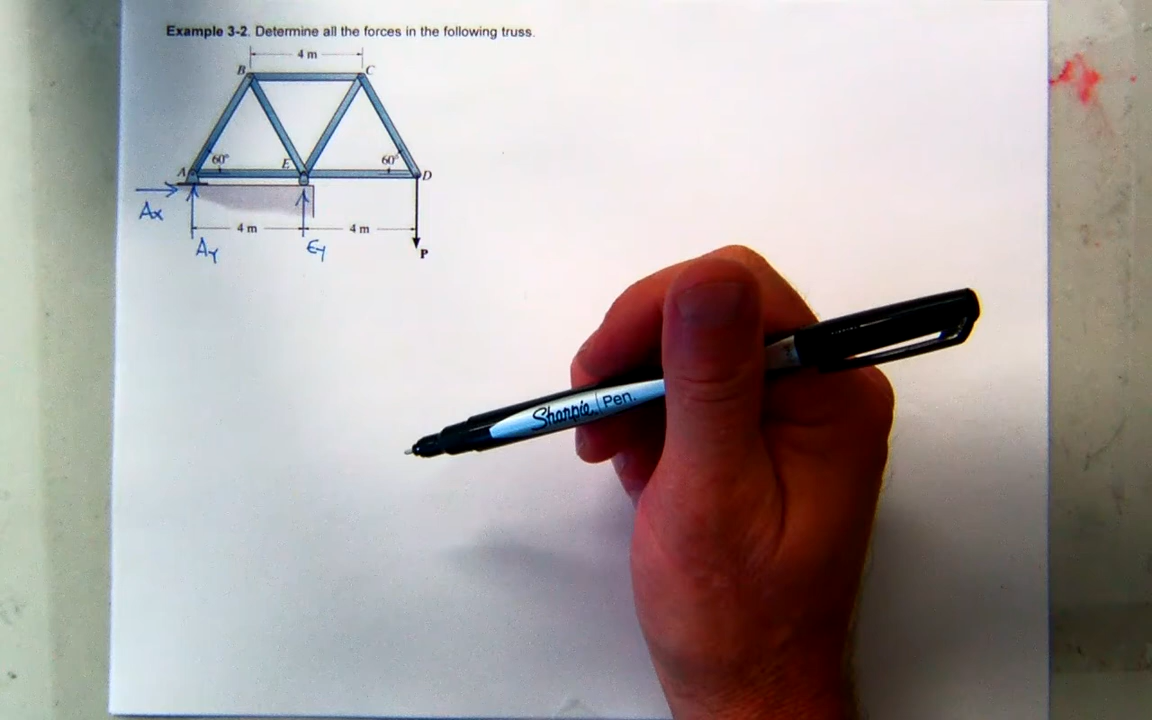 Example 3-2. Determine all the forces in the following truss.
4 m
B C
60° 60°
A E D
Ax
4 m 4 m
Ay Ey P
Sharpie Pen.